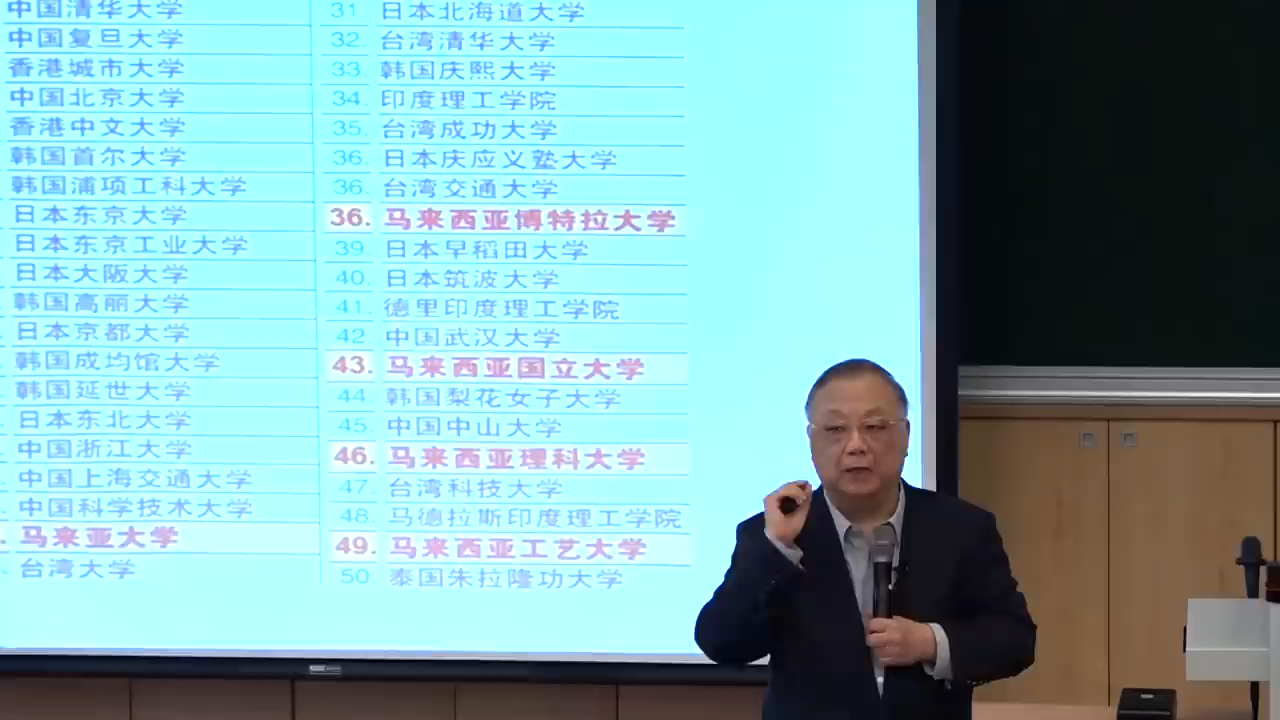 中国清华大学
中国复旦大学
香港城市大学
中国北京大学
香港中文大学
韩国首尔大学
韩国浦项工科大学
日本东京大学
日本东京工业大学
日本大阪大学
韩国高丽大学
日本京都大学
韩国成均馆大学
韩国延世大学
日本东北大学
中国浙江大学
中国上海交通大学
中国科学技术大学
马来亚大学
台湾大学
31. 日本北海道大学
32. 台湾清华大学
33. 韩国庆熙大学
34. 印度理工学院
35. 台湾成功大学
36. 日本庆应义塾大学
36. 台湾交通大学
36. 马来西亚博特拉大学
39. 日本早稻田大学
40. 日本筑波大学
41. 德里印度理工学院
42. 中国武汉大学
43. 马来西亚国立大学
44. 韩国梨花女子大学
45. 中国中山大学
46. 马来西亚理科大学
47. 台湾科技大学
48. 马德拉斯印度理工学院
49. 马来西亚工艺大学
50. 泰国朱拉隆功大学